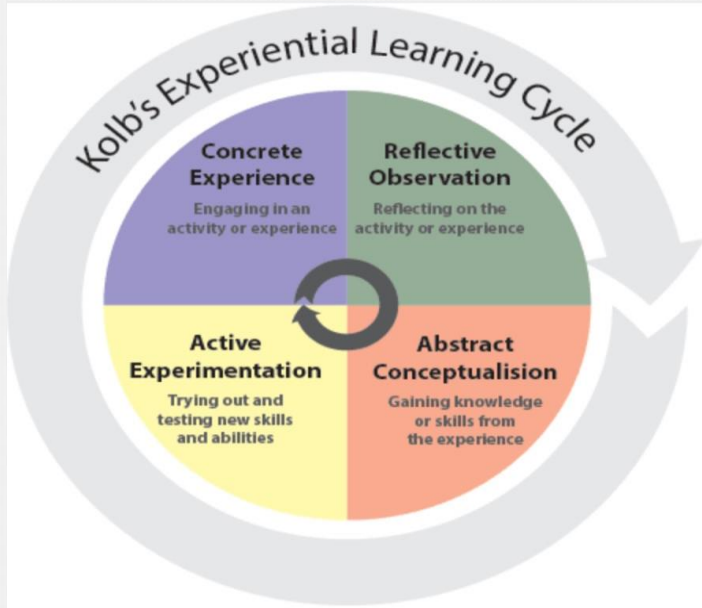 Kolb's Experiential Learning Cycle
Concrete
Experience
Engaging in an
activity or experience
Reflective
Observation
Reflecting on the
activity or experience
Active
Experimentation
Trying out and
testing new skills
and abilities
Abstract
Conceptualision
Gaining knowledge
or skills from
the experience